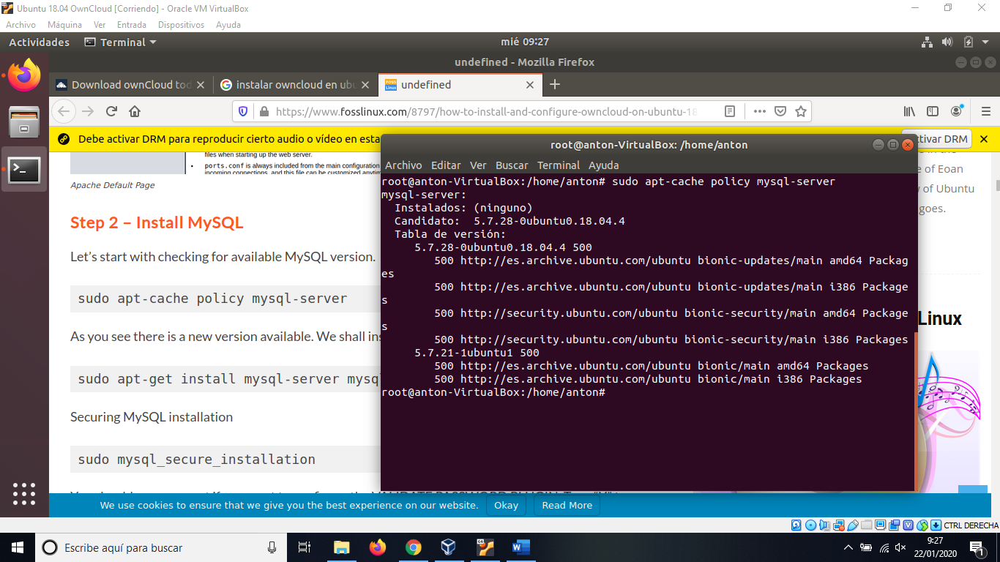 Ubuntu 18.04 OwnCloud [Corriendo] - Oracle VM VirtualBox
Archivo Máquina Ver Entrada Dispositivos Ayuda
Actividades Terminal mié 09:27
undefined - Mozilla Firefox
Download ownCloud tod instalar owncloud en ubu undefined
https://www.fosslinux.com/8797/how-to-install-and-configure-owncloud-on-ubuntu-18
Debe activar DRM para reproducir cierto audio o vídeo en esta
ctivar DRM
files when starting up the web server.
ports.conf is always included from the main configuration
incoming connections, and this file can be customized anytim
Apache Default Page
e of Eoan
w of Ubuntu
goes.
Step 2 – Install MySQL
Let's start with checking for available MySQL version.
sudo apt-cache policy mysql-server
As you see there is a new version available. We shall ins
sudo apt-get install mysql-server mysq
Securing MySQL installation
sudo mysql_secure_installation
Linux
root@anton-VirtualBox: /home/anton
Archivo Editar Ver Buscar Terminal Ayuda
root@anton-VirtualBox:/home/anton# sudo apt-cache policy mysql-server
mysql-server:
  Instalados: (ninguno)
  Candidato:  5.7.28-0ubuntu0.18.04.4
  Tabla de versión:
     5.7.28-0ubuntu0.18.04.4 500
        500 http://es.archive.ubuntu.com/ubuntu bionic-updates/main amd64 Packag
es
        500 http://es.archive.ubuntu.com/ubuntu bionic-updates/main i386 Package
s
        500 http://security.ubuntu.com/ubuntu bionic-security/main amd64 Package
s
        500 http://security.ubuntu.com/ubuntu bionic-security/main i386 Packages
     5.7.21-1ubuntu1 500
        500 http://es.archive.ubuntu.com/ubuntu bionic/main amd64 Packages
        500 http://es.archive.ubuntu.com/ubuntu bionic/main i386 Packages
root@anton-VirtualBox:/home/anton#
We use cookies to ensure that we give you the best experience on our website. Okay Read More
CTRL DERECHA
Escribe aquí para buscar
9:27
22/01/2020
1